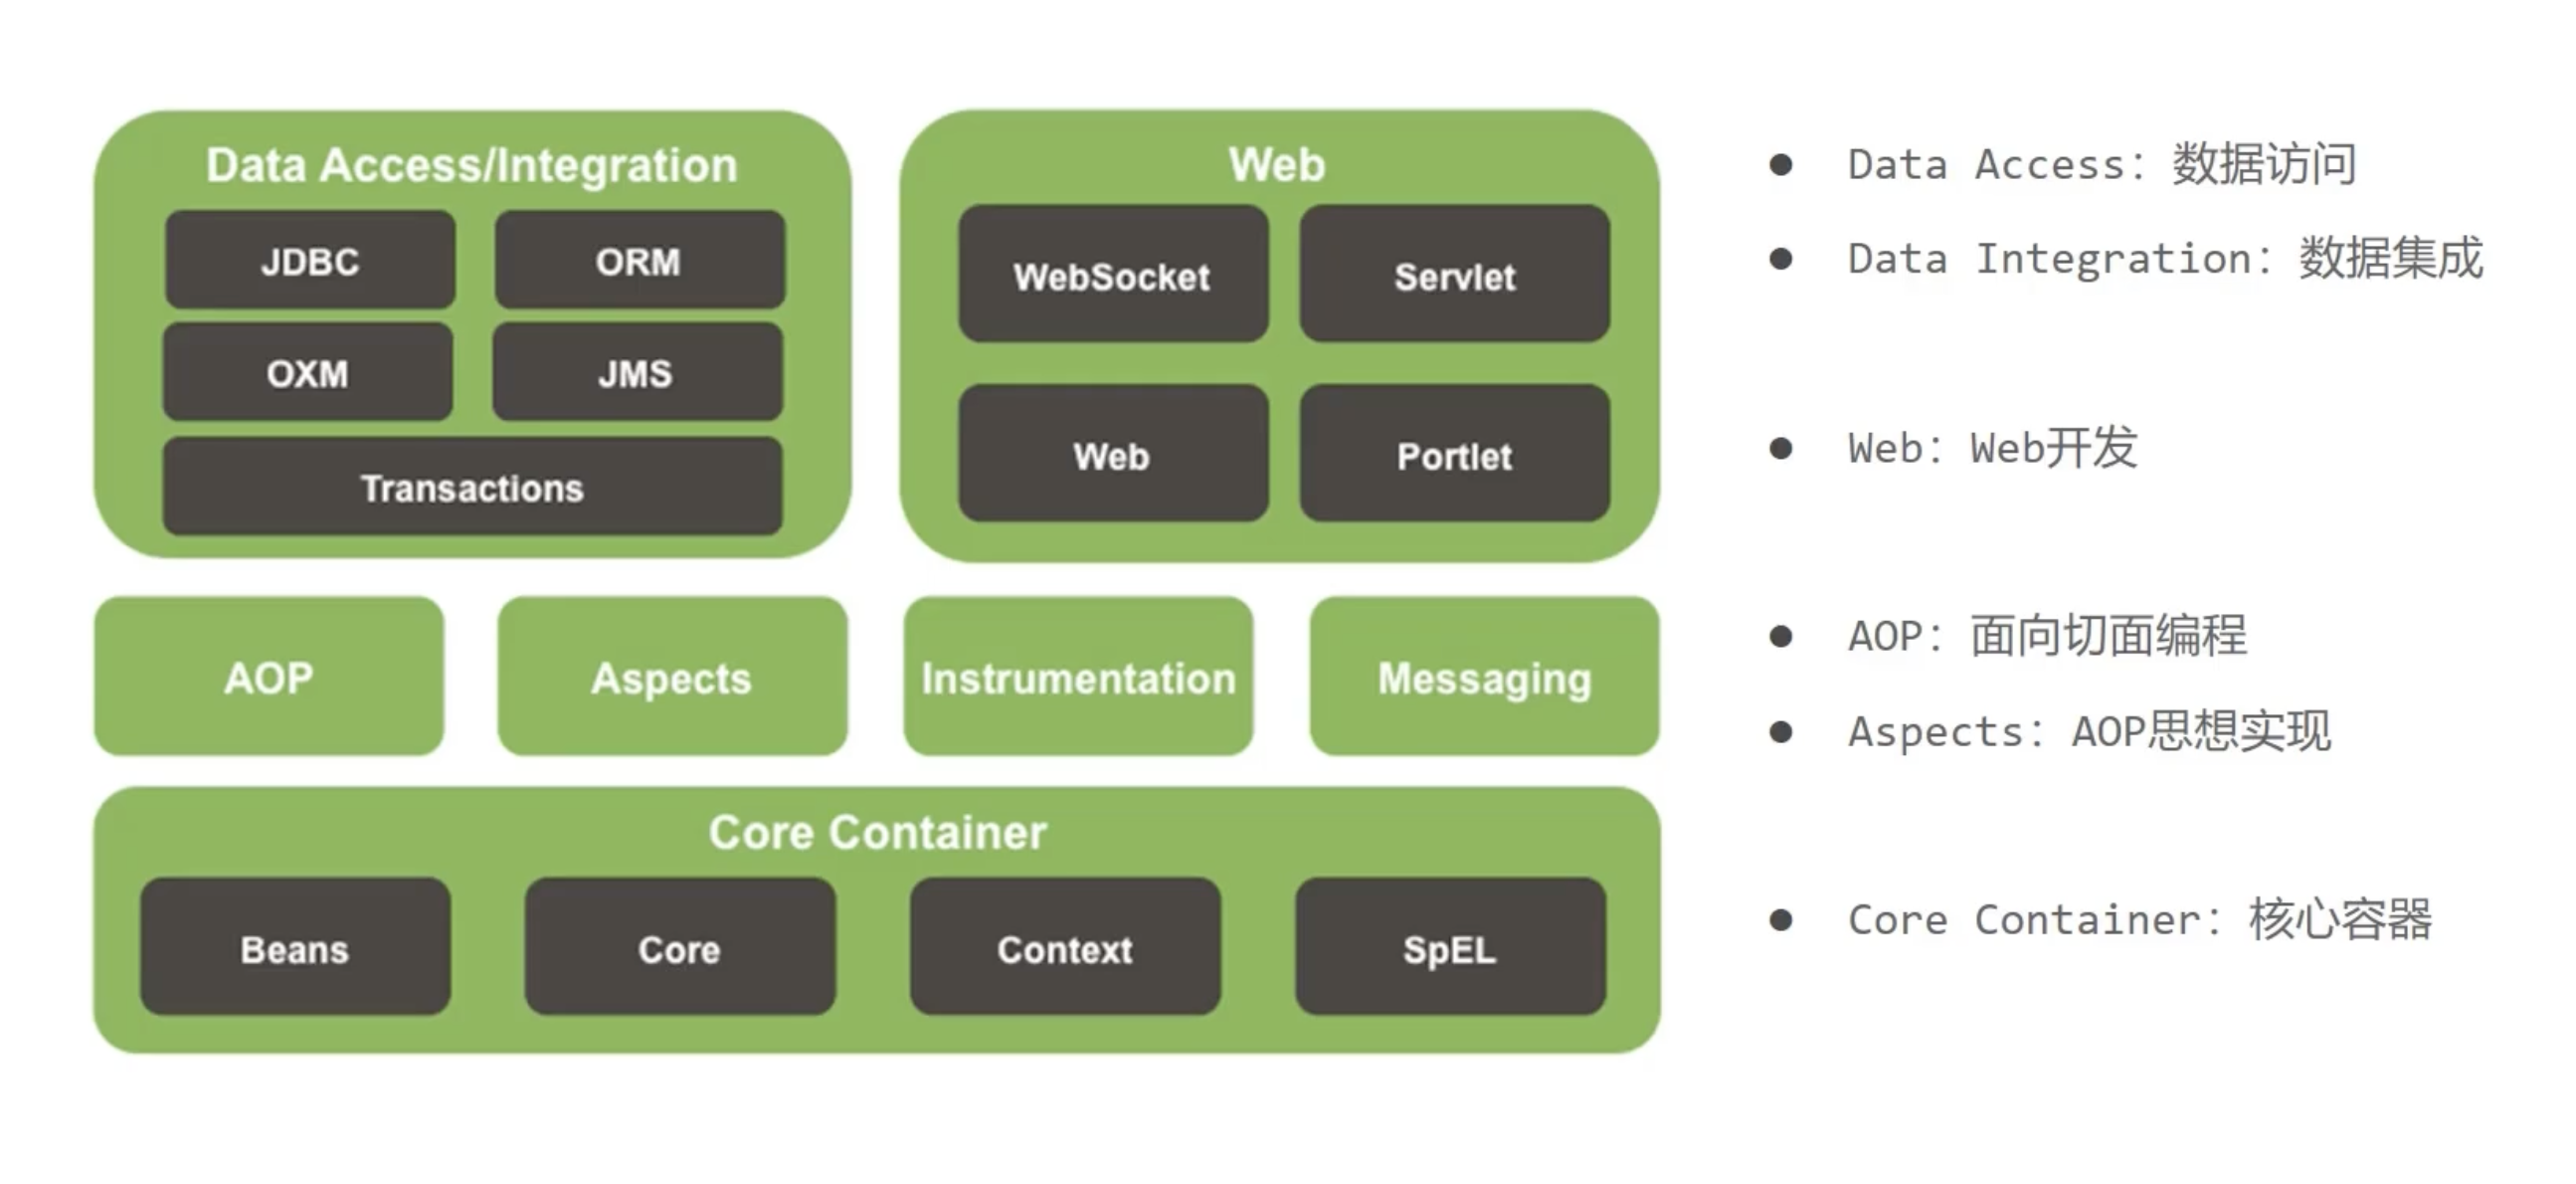 Data Access/Integration
JDBC
ORM
OXM
JMS
Transactions
Web
WebSocket
Servlet
Web
Portlet
AOP
Aspects
Instrumentation
Messaging
Core Container
Beans
Core
Context
SpEL
● Data Access：数据访问
● Data Integration：数据集成
● Web：Web开发
● AOP：面向切面编程
● Aspects：AOP思想实现
● Core Container：核心容器